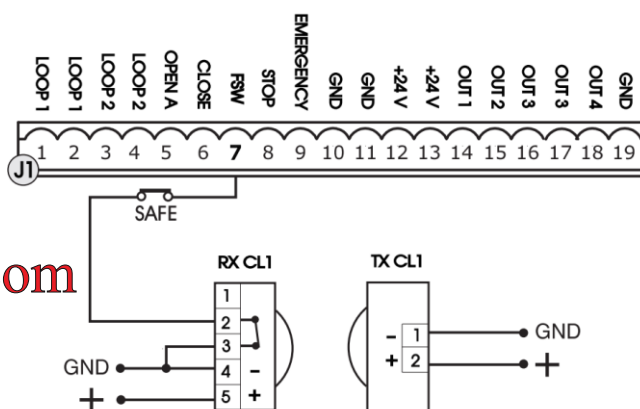 LOOP 1 LOOP 1 LOOP 2 LOOP 2 OPEN A CLOSE FSW STOP EMERGENCY GND GND +24 V +24 V OUT 1 OUT 2 OUT 3 OUT 3 OUT 4 GND
1 2 3 4 5 6 7 8 9 10 11 12 13 14 15 16 17 18 19
J1
SAFE
om
RX CL1
1
2
3
GND 4 -
+ 5 +
TX CL1
- 1 GND
+ 2 +